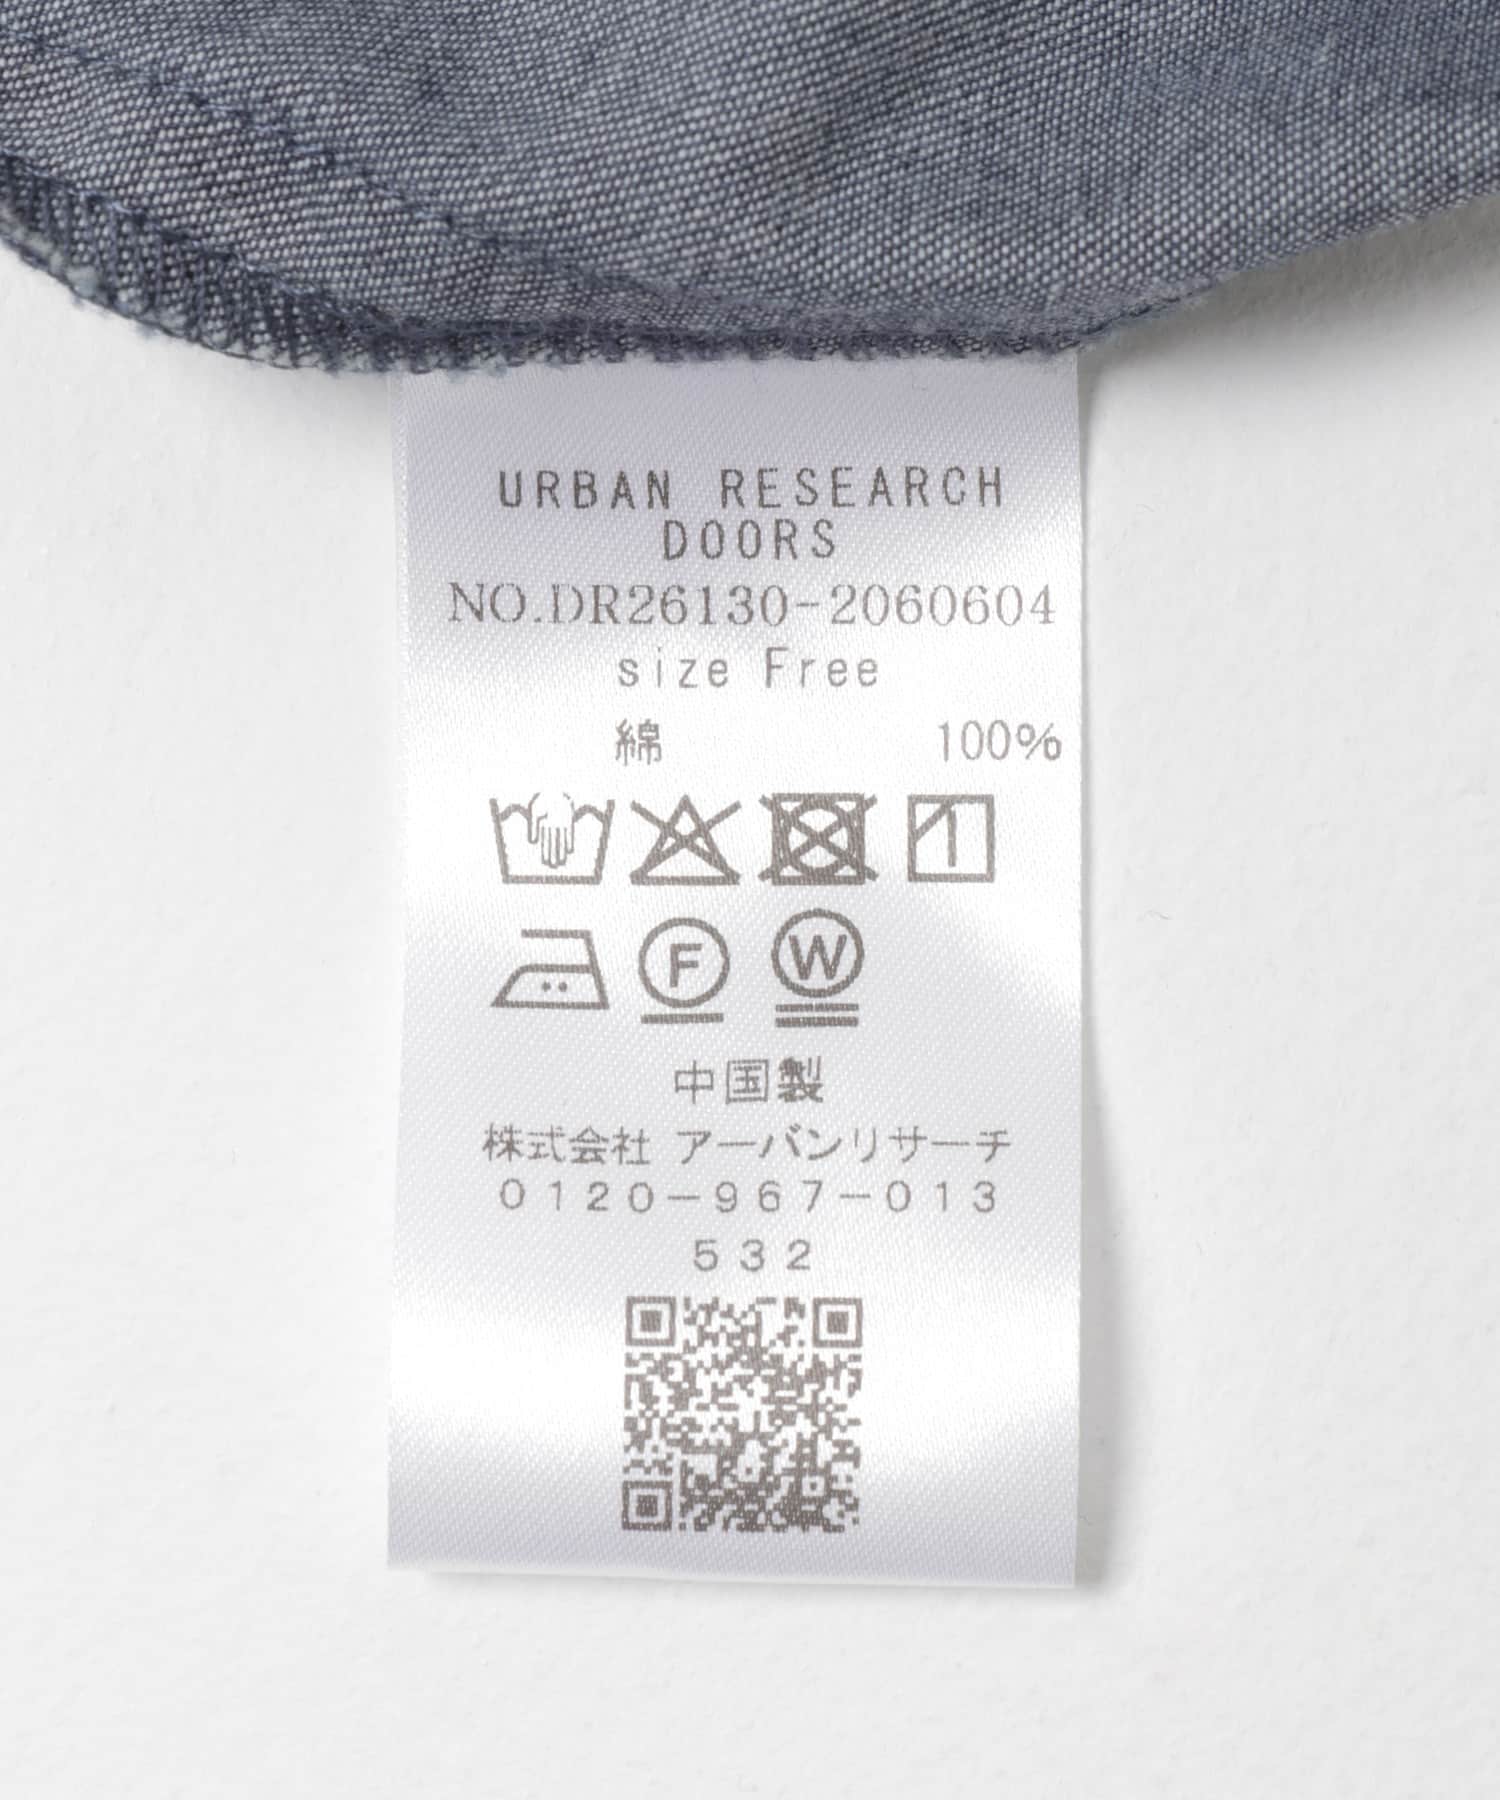 URBAN RESEARCH
DOORS
NO.DR26130-2060604
size Free
綿 100%
F W
中国製
株式会社 アーバンリサーチ
0120-967-013
532